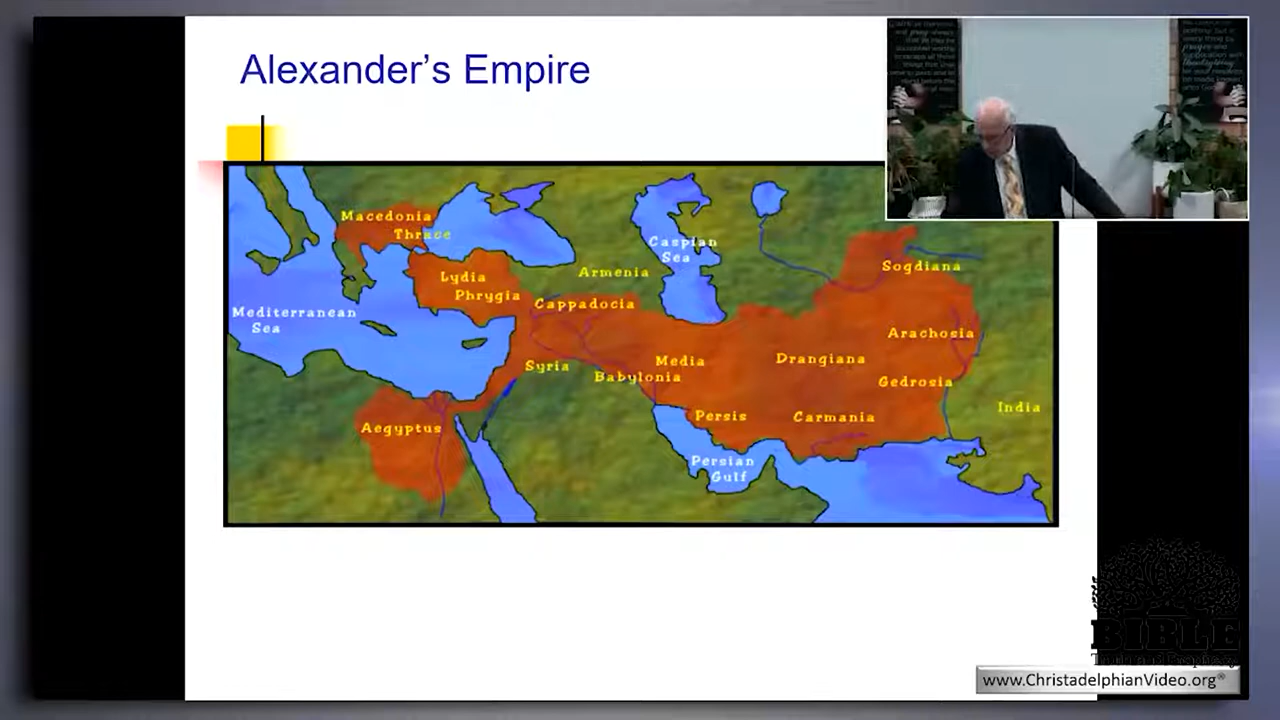 Alexander's Empire
Macedonia
Thrace
Caspian
Sea
Armenia
Sogdiana
Lydia
Phrygia
Cappadocia
Mediterranean
Sea
Arachosia
Syria
Media
Babylonia
Drangiana
Gedrosia
India
Aegyptus
Persis
Carmania
Persian
Gulf
BIBLE
www.ChristadelphianVideo.org®